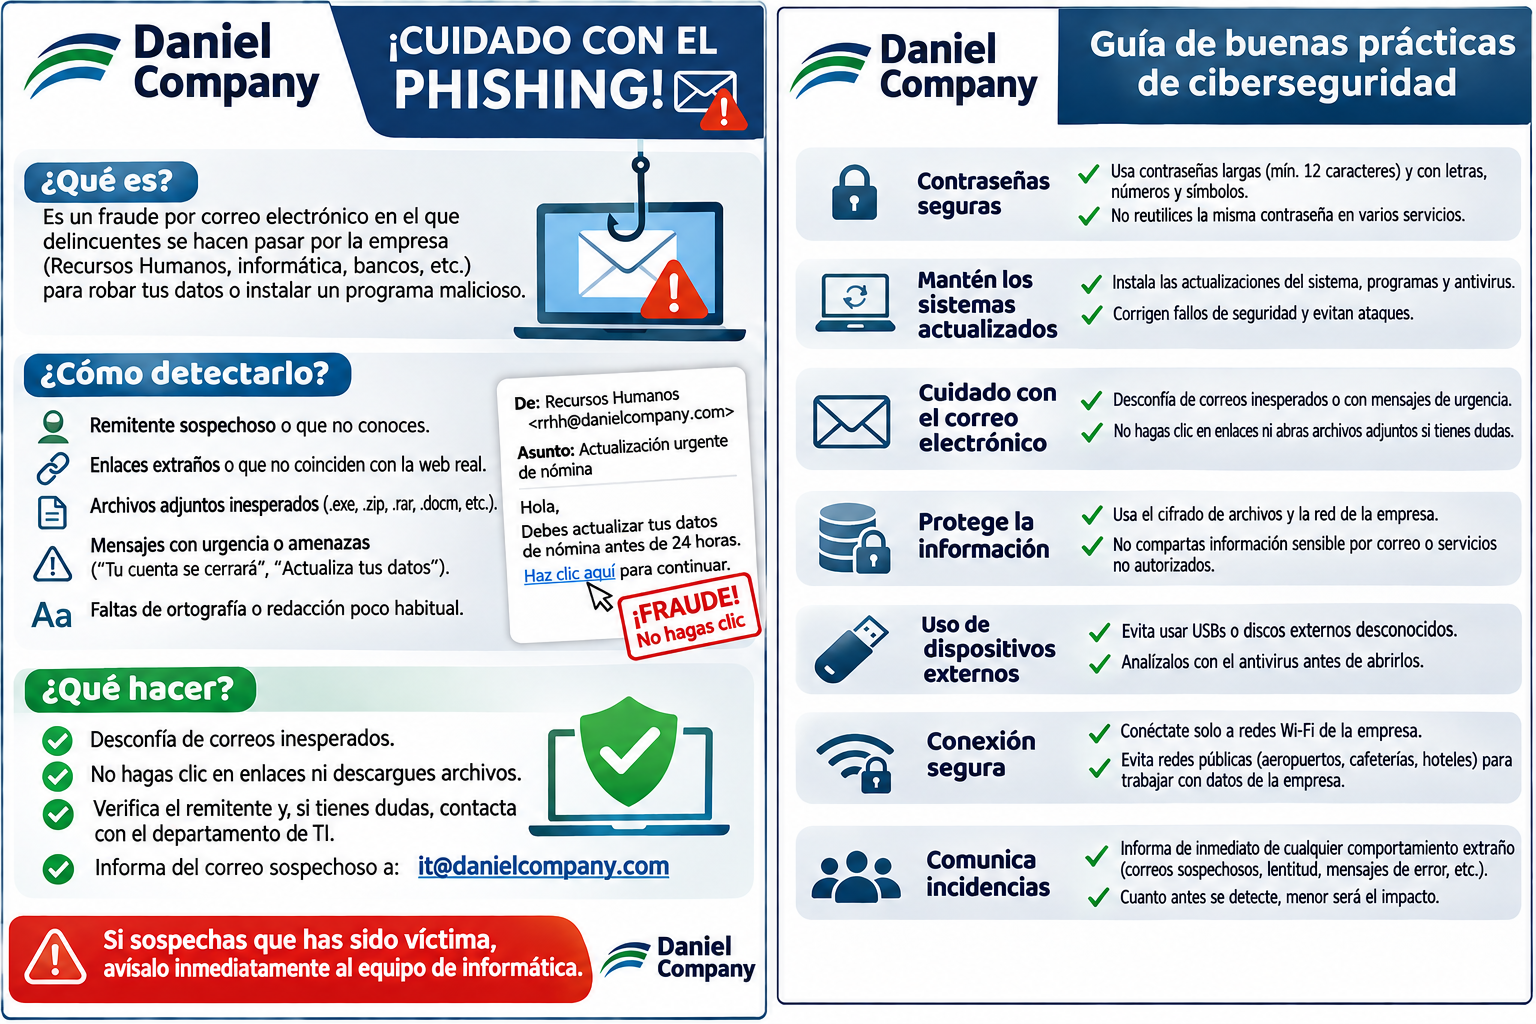 Daniel
Company
¡CUIDADO CON EL
PHISHING!
¿Qué es?
Es un fraude por correo electrónico en el que
delincuentes se hacen pasar por la empresa
(Recursos Humanos, informática, bancos, etc.)
para robar tus datos o instalar un programa malicioso.
¿Cómo detectarlo?
Remitente sospechoso o que no conoces.
Enlaces extraños o que no coinciden con la web real.
Archivos adjuntos inesperados (.exe, .zip, .rar, .docm, etc.).
Mensajes con urgencia o amenazas
(“Tu cuenta se cerrará”, “Actualiza tus datos”).
Aa
Faltas de ortografía o redacción poco habitual.
De: Recursos Humanos
<rrhh@danielcompany.com>
Asunto: Actualización urgente
de nómina
Hola,
Debes actualizar tus datos
de nómina antes de 24 horas.
Haz clic aquí para continuar.
¡FRAUDE!
No hagas clic
¿Qué hacer?
Desconfía de correos inesperados.
No hagas clic en enlaces ni descargues archivos.
Verifica el remitente y, si tienes dudas, contacta
con el departamento de TI.
Informa del correo sospechoso a: it@danielcompany.com
Si sospechas que has sido víctima,
avísalo inmediatamente al equipo de informática.
Daniel
Company
Daniel
Company
Guía de buenas prácticas
de ciberseguridad
Contraseñas
seguras
Usa contraseñas largas (mín. 12 caracteres) y con letras,
números y símbolos.
No reutilices la misma contraseña en varios servicios.
Mantén los
sistemas
actualizados
Instala las actualizaciones del sistema, programas y antivirus.
Corrigen fallos de seguridad y evitan ataques.
Cuidado con
el correo
electrónico
Desconfía de correos inesperados o con mensajes de urgencia.
No hagas clic en enlaces ni abras archivos adjuntos si tienes dudas.
Protege la
información
Usa el cifrado de archivos y la red de la empresa.
No compartas información sensible por correo o servicios
no autorizados.
Uso de
dispositivos
externos
Evita usar USBs o discos externos desconocidos.
Analízalos con el antivirus antes de abrirlos.
Conexión
segura
Conéctate solo a redes Wi-Fi de la empresa.
Evita redes públicas (aeropuertos, cafeterías, hoteles) para
trabajar con datos de la empresa.
Comunica
incidencias
Informa de inmediato de cualquier comportamiento extraño
(correos sospechosos, lentitud, mensajes de error, etc.).
Cuanto antes se detecte, menor será el impacto.